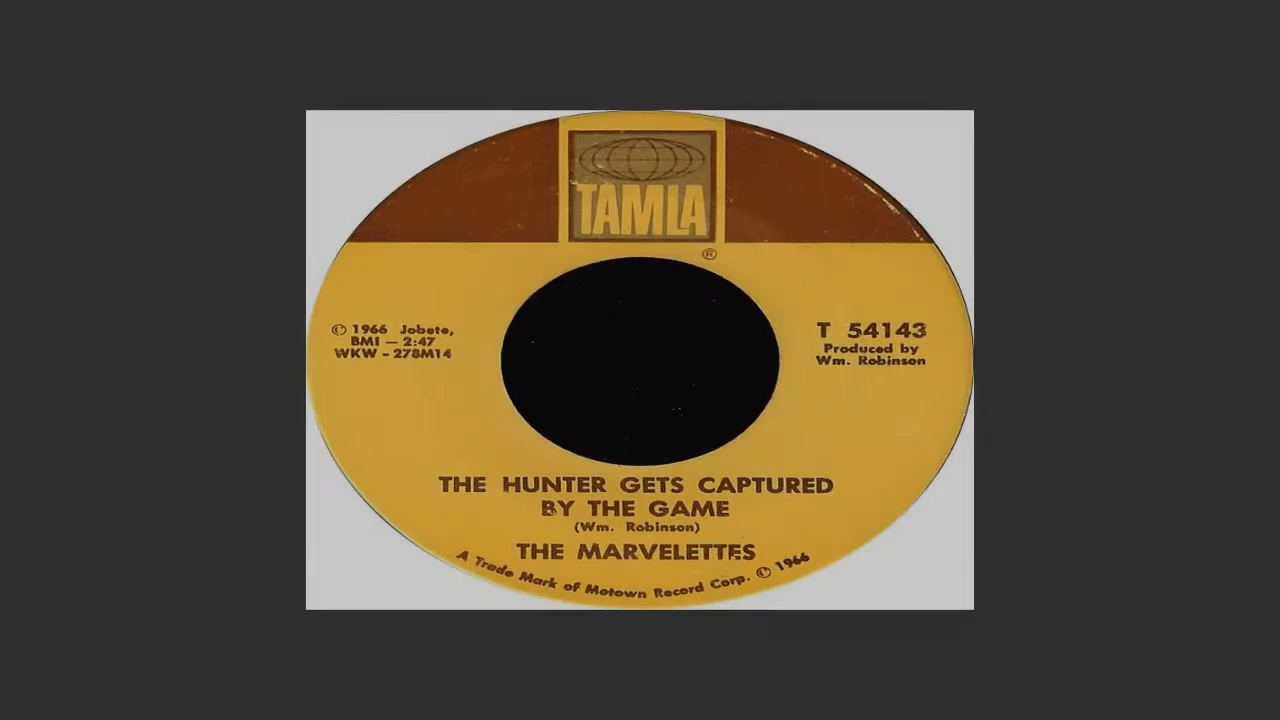 TAMLA
®
© 1966 Jobete,
BMI — 2:47
WKW - 278M14
T 54143
Produced by
Wm. Robinson
THE HUNTER GETS CAPTURED
BY THE GAME
(Wm. Robinson)
THE MARVELETTES
A Trade Mark of Motown Record Corp. © 1966